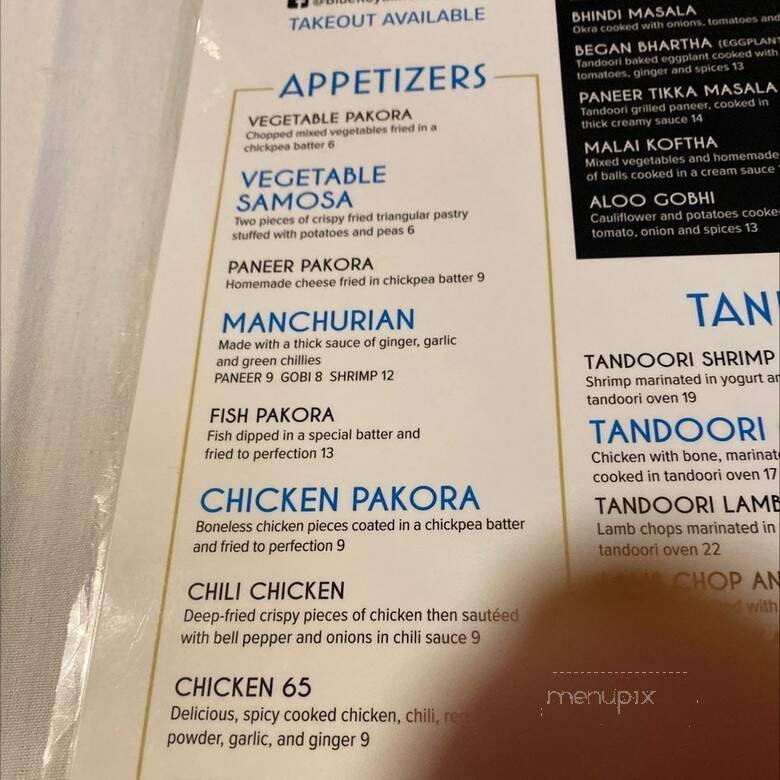 TAKEOUT AVAILABLE
APPETIZERS
VEGETABLE PAKORA
Chopped mixed vegetables fried in a
chickpea batter 6
VEGETABLE
SAMOSA
Two pieces of crispy fried triangular pastry
stuffed with potatoes and peas 6
PANEER PAKORA
Homemade cheese fried in chickpea batter 9
MANCHURIAN
Made with a thick sauce of ginger, garlic
and green chillies
PANEER 9 GOBI 8 SHRIMP 12
FISH PAKORA
Fish dipped in a special batter and
fried to perfection 13
CHICKEN PAKORA
Boneless chicken pieces coated in a chickpea batter
and fried to perfection 9
CHILI CHICKEN
Deep-fried crispy pieces of chicken then sautéed
with bell pepper and onions in chili sauce 9
CHICKEN 65
Delicious, spicy cooked chicken, chili,
powder, garlic, and ginger 9
BHINDI MASALA
Okra cooked with onions, tomatoes and
BEGAN BHARTHA (EGGPLANT
Tandoori baked eggplant cooked with
tomatoes, ginger and spices 13
PANEER TIKKA MASALA
Tandoori grilled paneer, cooked in
thick creamy sauce 14
MALAI KOFTHA
Mixed vegetables and homemade
of balls cooked in a cream sauce
ALOO GOBHI
Cauliflower and potatoes cooke
tomato, onion and spices 13
TAN
TANDOORI SHRIMP
Shrimp marinated in yogurt an
tandoori oven 19
TANDOORI
Chicken with bone, marinat
cooked in tandoori oven 17
TANDOORI LAMB
Lamb chops marinated in
tandoori oven 22
CHOP AN
with
menupix